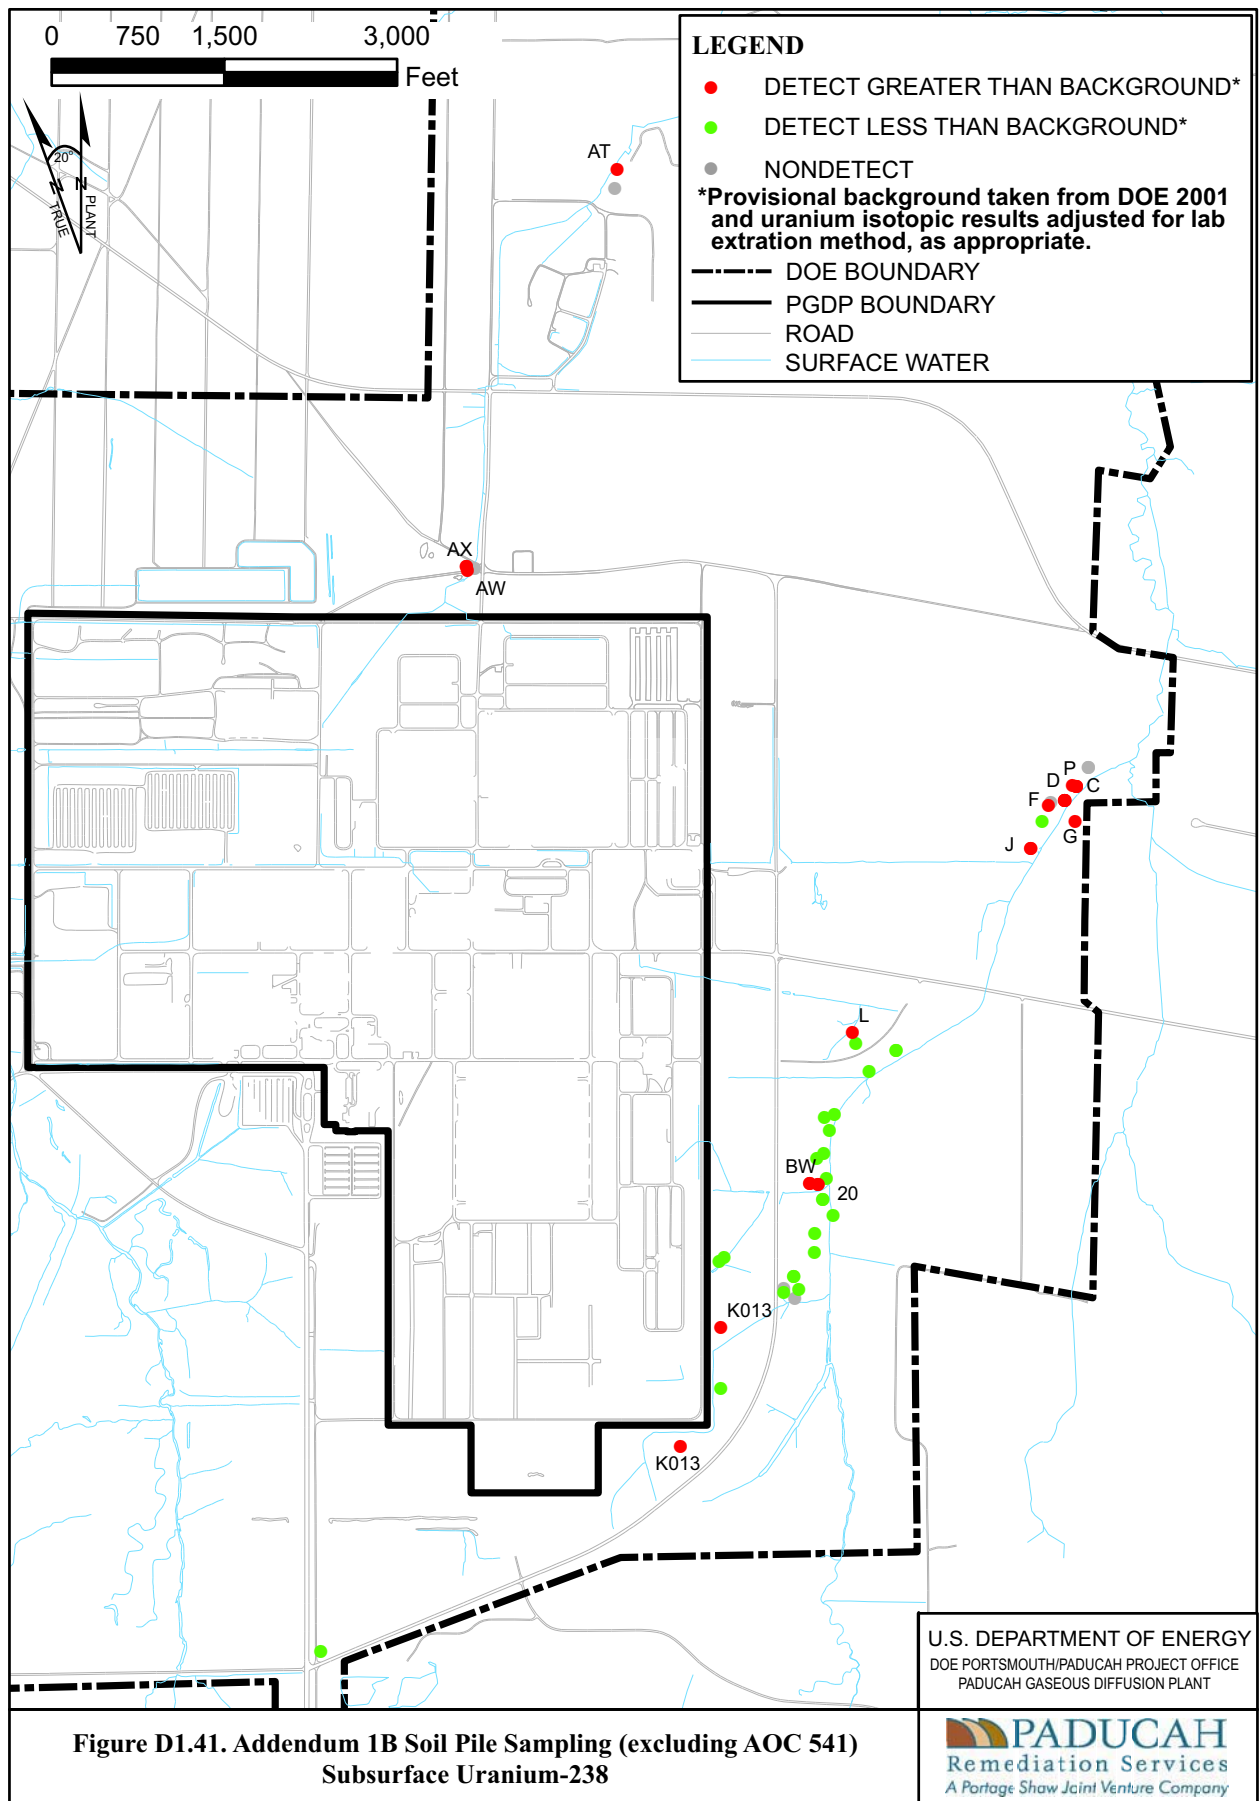 0 750 1,500 3,000
Feet
20°
N N
TRUE PLANT
LEGEND
DETECT GREATER THAN BACKGROUND*
DETECT LESS THAN BACKGROUND*
NONDETECT
*Provisional background taken from DOE 2001
and uranium isotopic results adjusted for lab
extration method, as appropriate.
DOE BOUNDARY
PGDP BOUNDARY
ROAD
SURFACE WATER
AT
AX
AW
P
D C
F
G
J
L
BW
20
K013
K013
U.S. DEPARTMENT OF ENERGY
DOE PORTSMOUTH/PADUCAH PROJECT OFFICE
PADUCAH GASEOUS DIFFUSION PLANT
Figure D1.41. Addendum 1B Soil Pile Sampling (excluding AOC 541)
Subsurface Uranium-238
PADUCAH
Remediation Services
A Portage Shaw Joint Venture Company